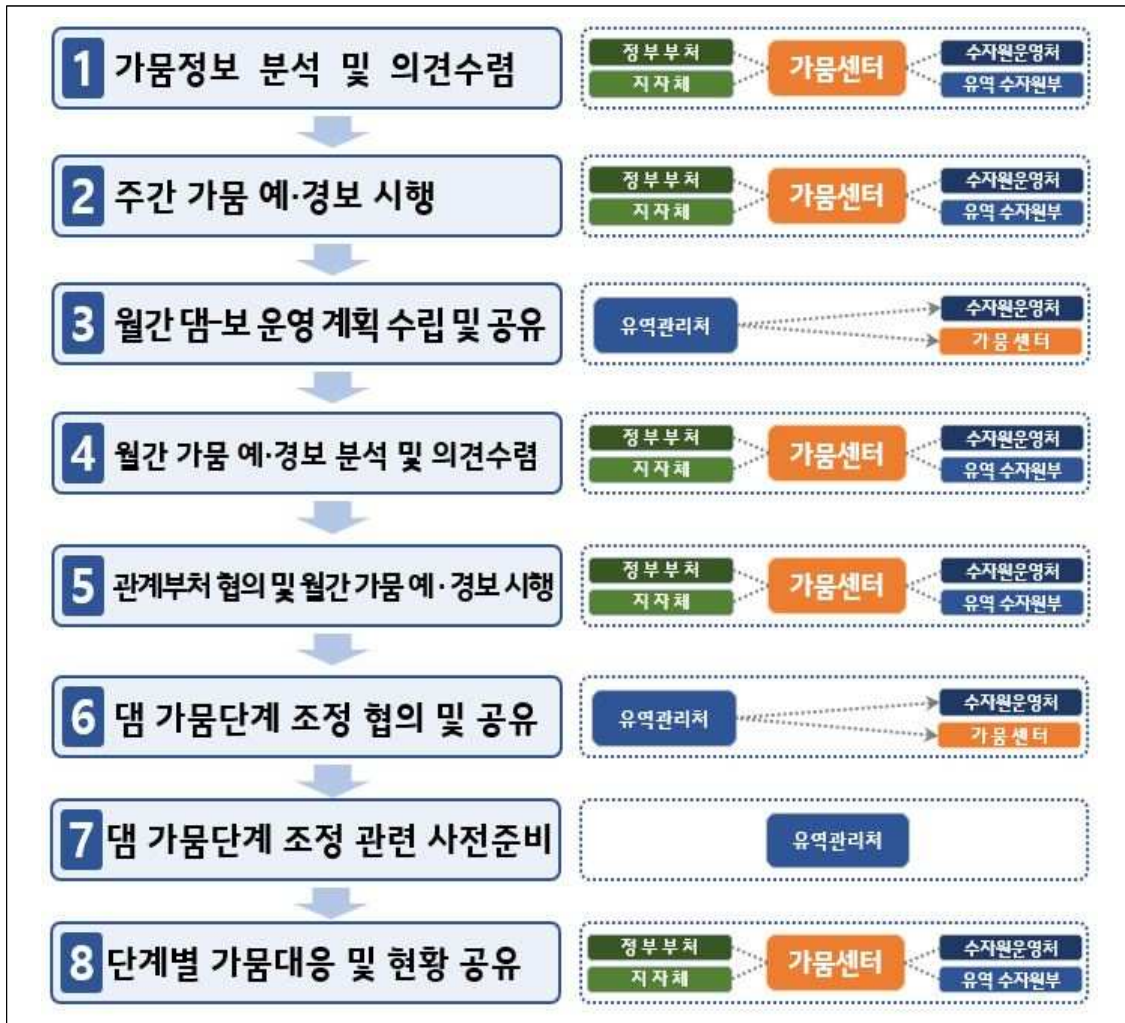 1 가뭄정보 분석 및 의견수렴
정부부처 가뭄센터 수자원운영처
지자체 유역 수자원부
2 주간 가뭄 예·경보 시행
정부부처 가뭄센터 수자원운영처
지자체 유역 수자원부
3 월간 댐-보 운영 계획 수립 및 공유
유역관리처 수자원운영처
가뭄센터
4 월간 가뭄 예·경보 분석 및 의견수렴
정부부처 가뭄센터 수자원운영처
지자체 유역 수자원부
5 관계부처 협의 및 월간 가뭄 예·경보 시행
정부부처 가뭄센터 수자원운영처
지자체 유역 수자원부
6 댐 가뭄단계 조정 협의 및 공유
유역관리처 수자원운영처
가뭄센터
7 댐 가뭄단계 조정 관련 사전준비
유역관리처
8 단계별 가뭄대응 및 현황 공유
정부부처 가뭄센터 수자원운영처
지자체 유역 수자원부